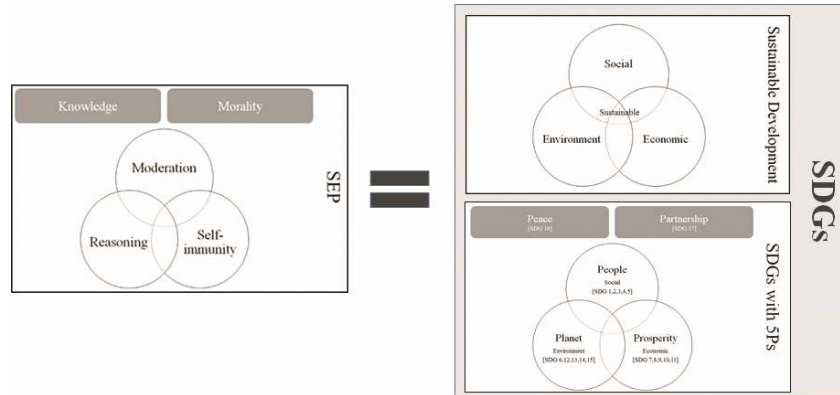 Knowledge
Morality
Moderation
Reasoning
Self-
immunity
SEP
Social
Sustainable
Environment
Economic
Sustainable Development
Peace
[SDG 16]
Partnership
[SDG 17]
People
Social
[SDG 1,2,3,4,5]
Planet
Environment
[SDG 6,12,13,14,15]
Prosperity
Economic
[SDG 7,8,9,10,11]
SDGs with 5Ps
SDGs